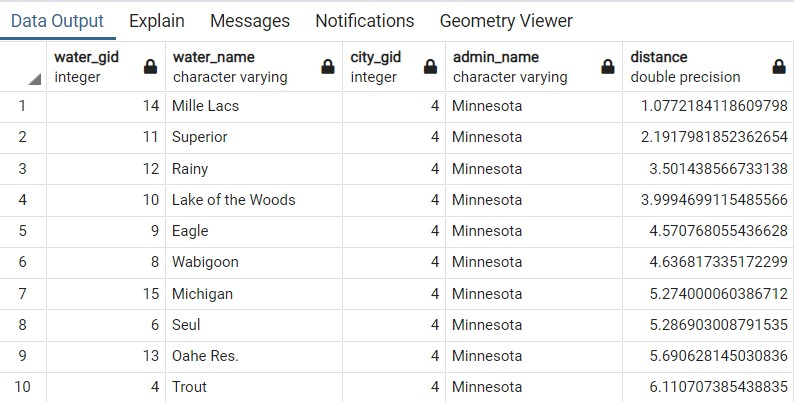 Data Output Explain Messages Notifications Geometry Viewer
water_gid water_name city_gid admin_name distance
integer character varying integer character varying double precision
1 14 Mille Lacs 4 Minnesota 1.0772184118609798
2 11 Superior 4 Minnesota 2.1917981852362654
3 12 Rainy 4 Minnesota 3.501438566733138
4 10 Lake of the Woods 4 Minnesota 3.9994699115485566
5 9 Eagle 4 Minnesota 4.570768055436628
6 8 Wabigoon 4 Minnesota 4.636817335172299
7 15 Michigan 4 Minnesota 5.274000060386712
8 6 Seul 4 Minnesota 5.286903008791535
9 13 Oahe Res. 4 Minnesota 5.690628145030836
10 4 Trout 4 Minnesota 6.110707385438835